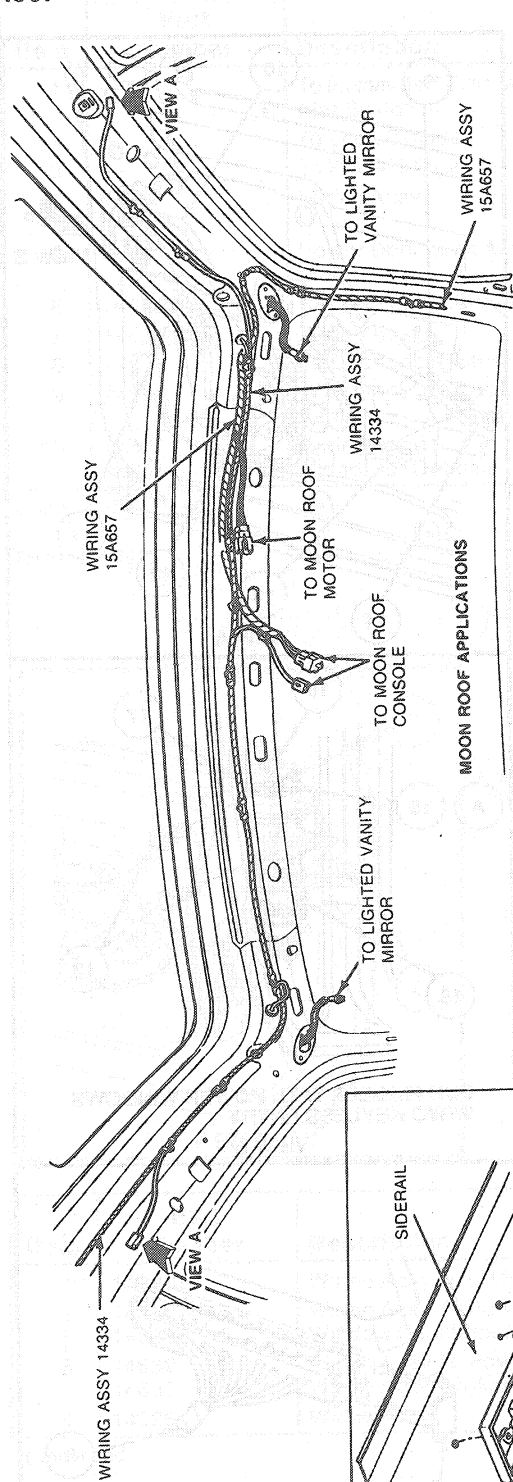 VIEW A
TO LIGHTED
VANITY MIRROR
WIRING ASSY
15A657
WIRING ASSY
14334
WIRING ASSY
15A657
TO MOON ROOF
MOTOR
TO MOON ROOF
CONSOLE
MOON ROOF APPLICATIONS
TO LIGHTED VANITY
MIRROR
VIEW A
WIRING ASSY 14334
SIDERAIL